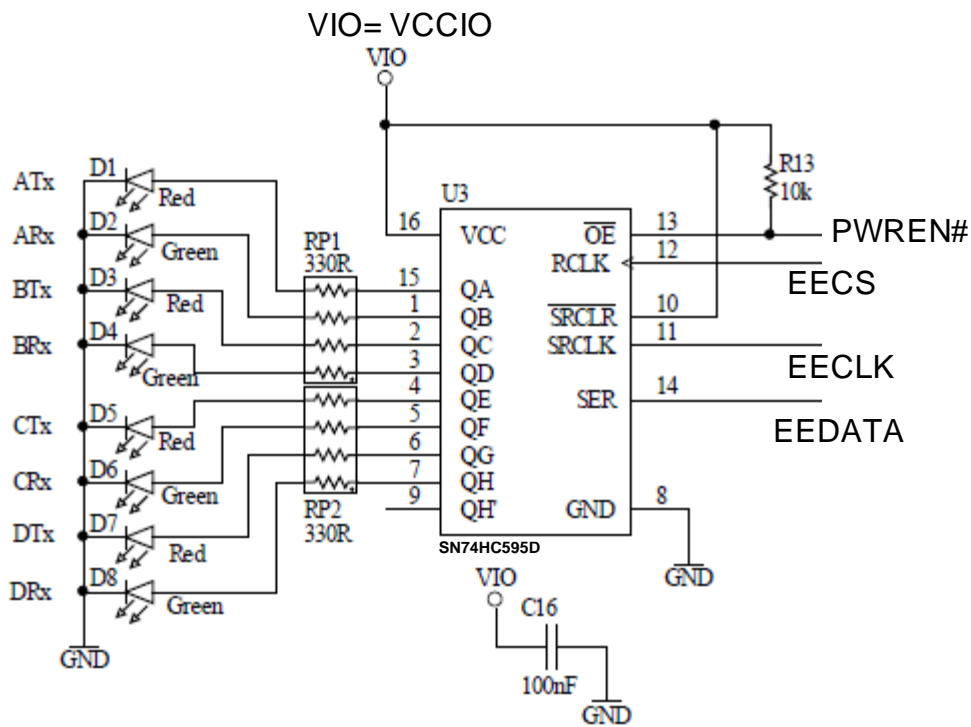 VIO= VCCIO
VIO
R13
10k
ATx
D1
Red
ARx
D2
Green
BTx
D3
Red
BRx
D4
Green
CTx
D5
Red
CRx
D6
Green
DTx
D7
Red
DRx
D8
Green
GND
RP1
330R
RP2
330R
U3
16 VCC
15 QA
1 QB
2 QC
3 QD
4 QE
5 QF
6 QG
7 QH
9 QH'
OE 13 PWREN#
RCLK 12
EECS
SRCLR 10
SRCLK 11
EECLK
SER 14
EEDATA
GND 8
GND
SN74HC595D
VIO
C16
100nF
GND